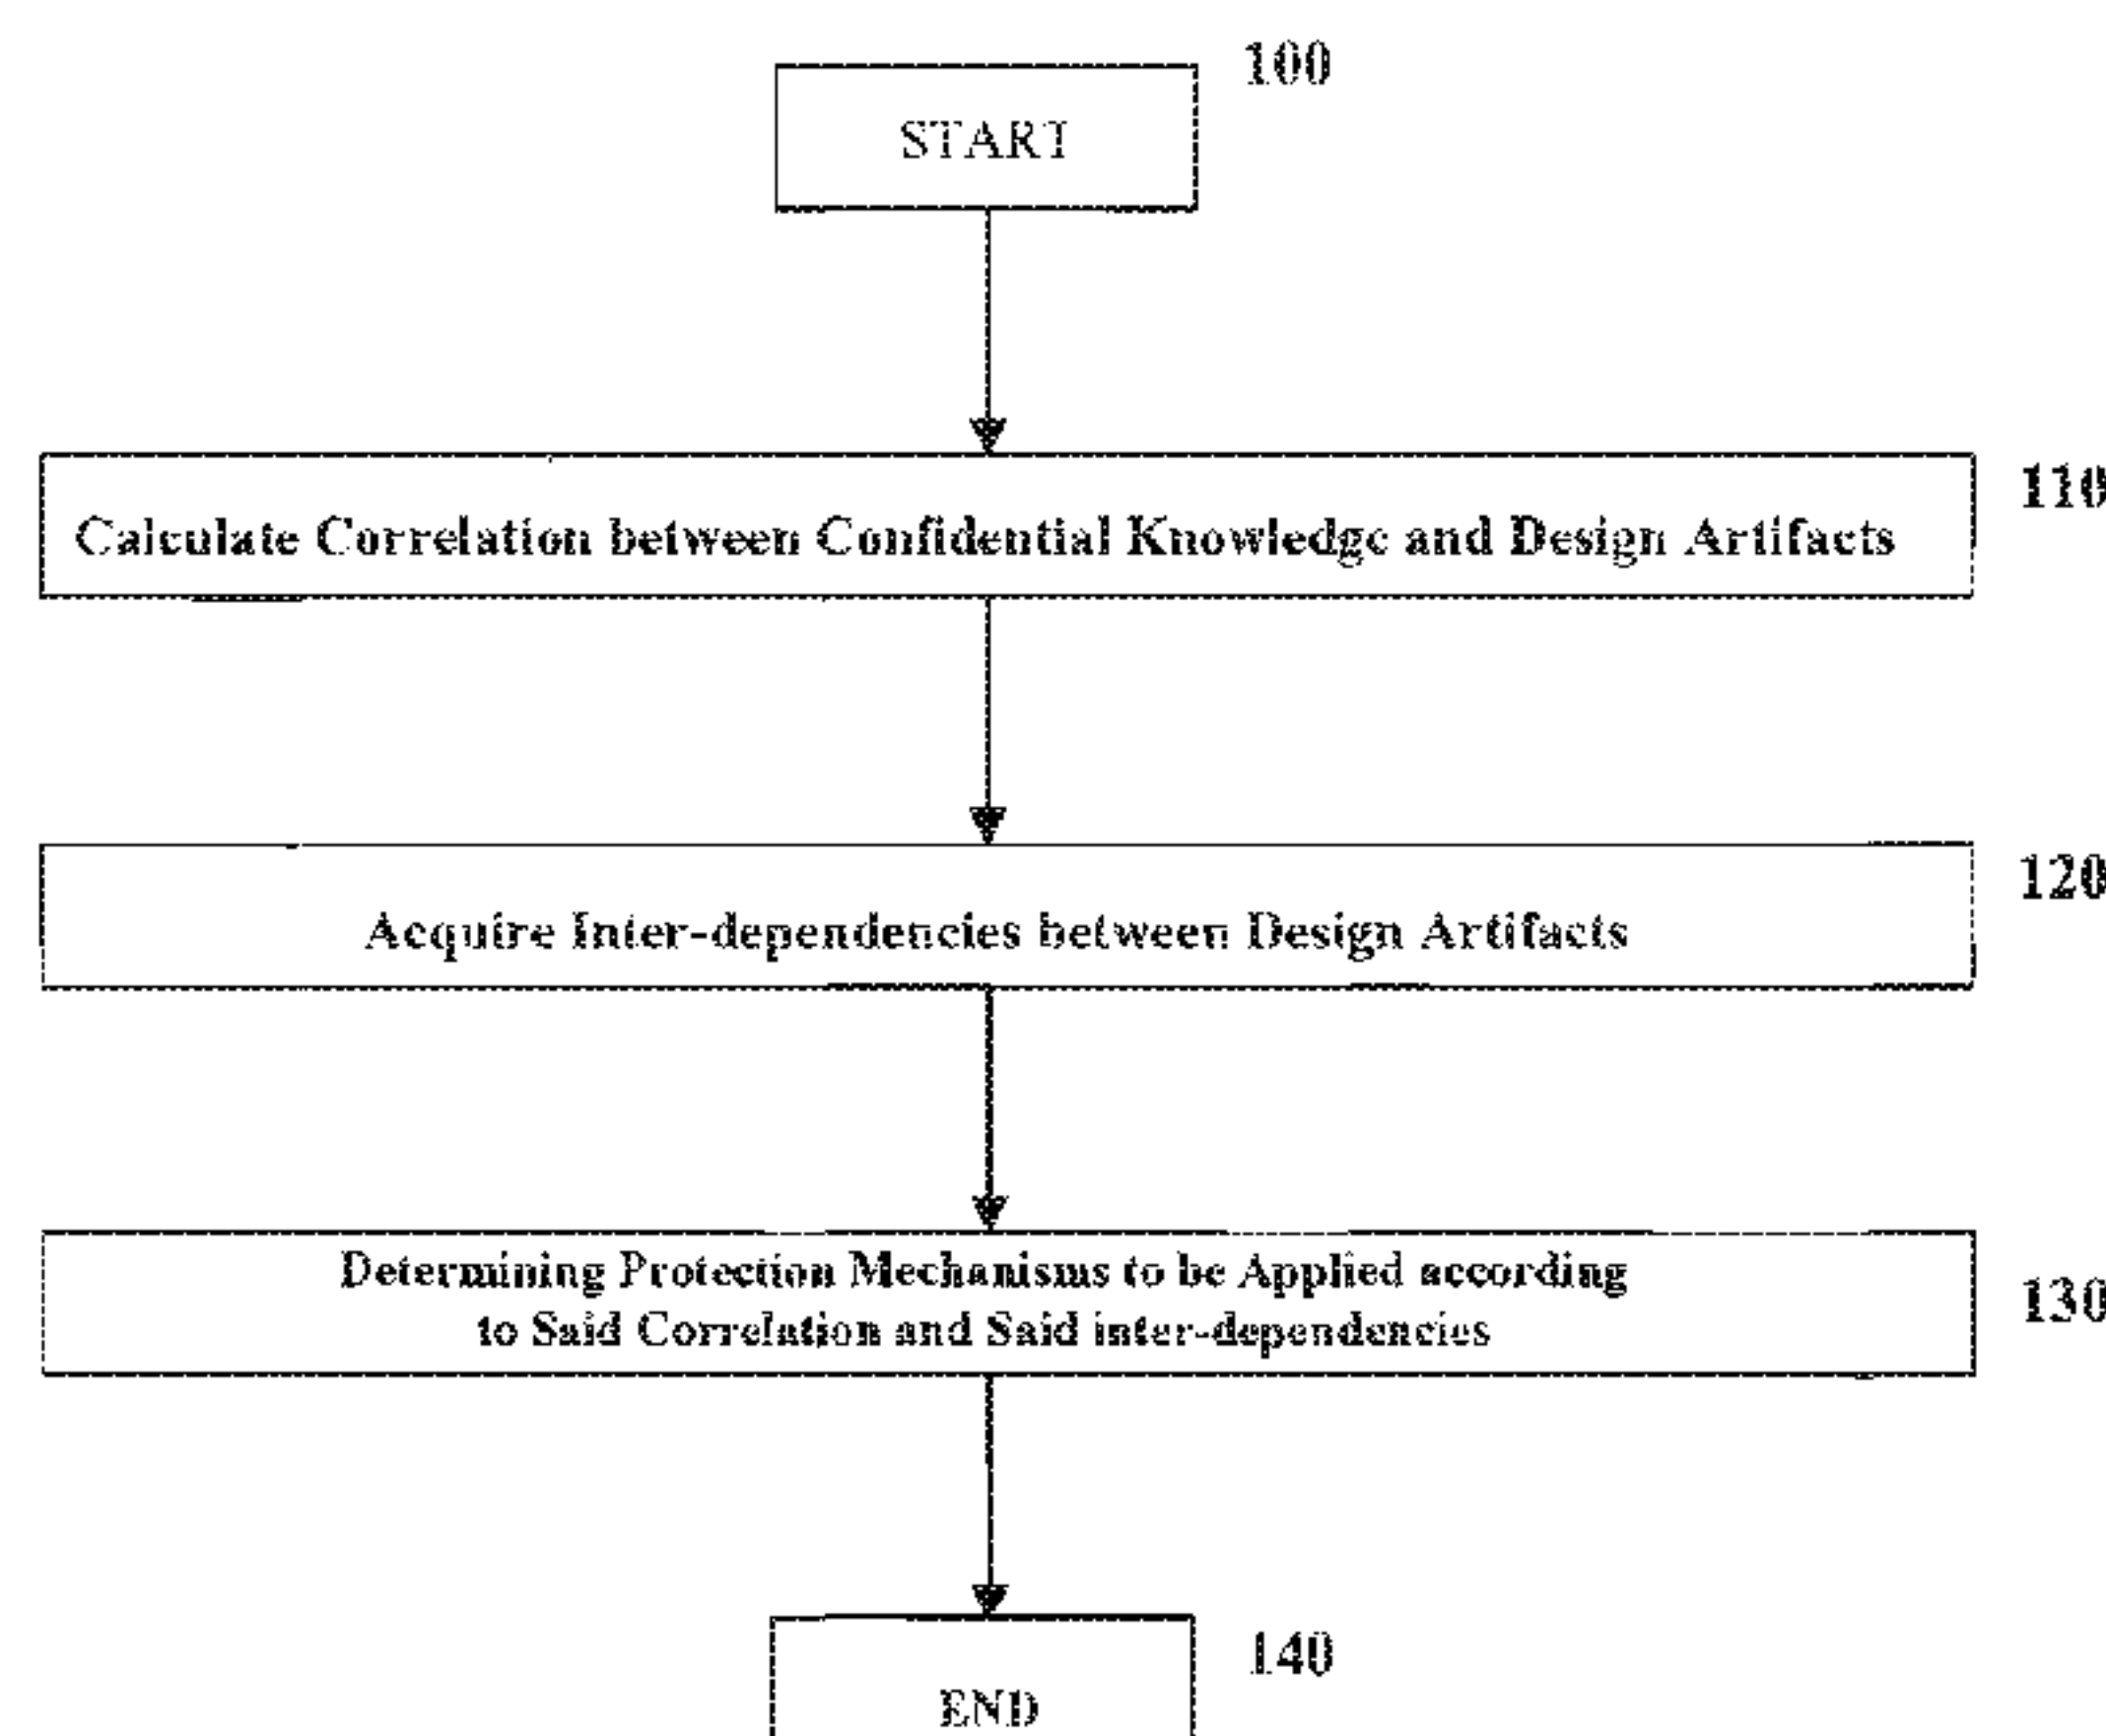 100
START
110
Calculate Correlation between Confidential Knowledge and Design Artifacts
120
Acquire Inter-dependencies between Design Artifacts
Determining Protection Mechanisms to be Applied according
130
to Said Correlation and Said inter-dependencies
140
END